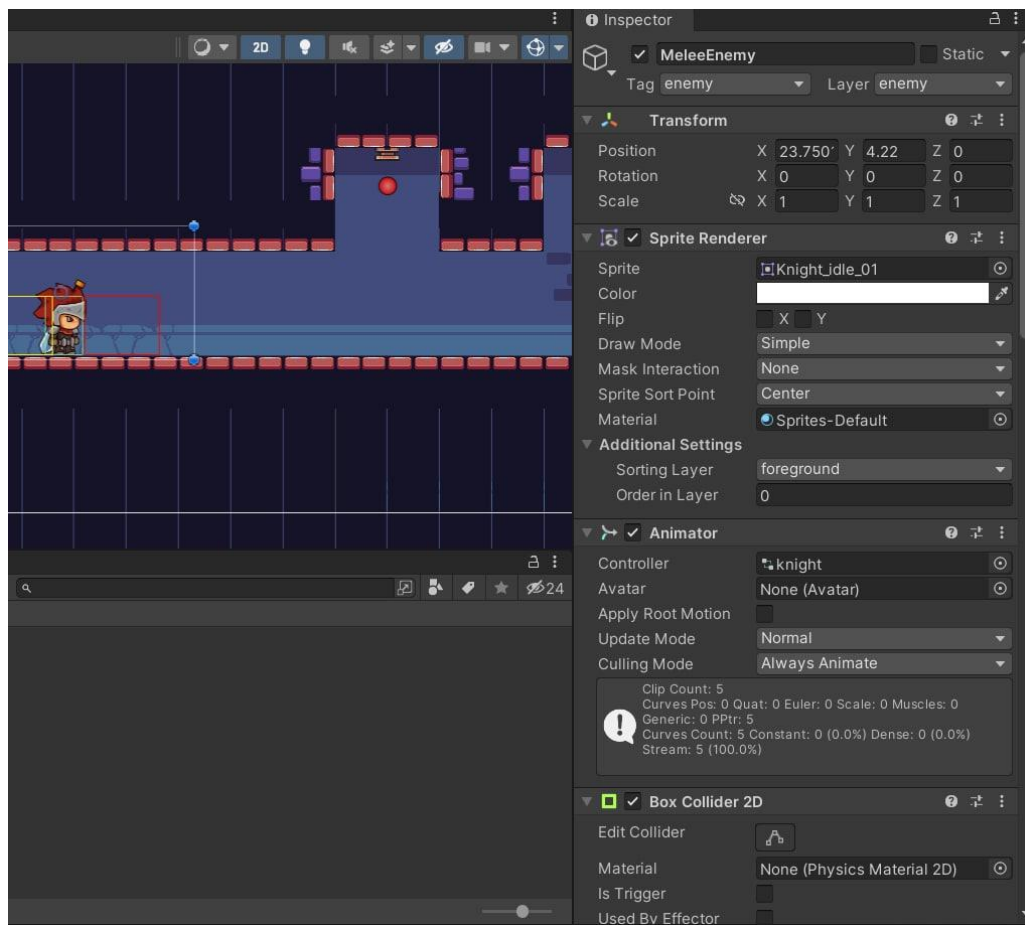 2D
24
Inspector
MeleeEnemy Static
Tag enemy Layer enemy
Transform
Position X 23.750 Y 4.22 Z 0
Rotation X 0 Y 0 Z 0
Scale X 1 Y 1 Z 1
Sprite Renderer
Sprite Knight_idle_01
Color
Flip X Y
Draw Mode Simple
Mask Interaction None
Sprite Sort Point Center
Material Sprites-Default
Additional Settings
Sorting Layer foreground
Order in Layer 0
Animator
Controller knight
Avatar None (Avatar)
Apply Root Motion
Update Mode Normal
Culling Mode Always Animate
Clip Count: 5
Curves Pos: 0 Quat: 0 Euler: 0 Scale: 0 Muscles: 0
Generic: 0 PPtr: 5
Curves Count: 5 Constant: 0 (0.0%) Dense: 0 (0.0%)
Stream: 5 (100.0%)
Box Collider 2D
Edit Collider
Material None (Physics Material 2D)
Is Trigger
Used By Effector